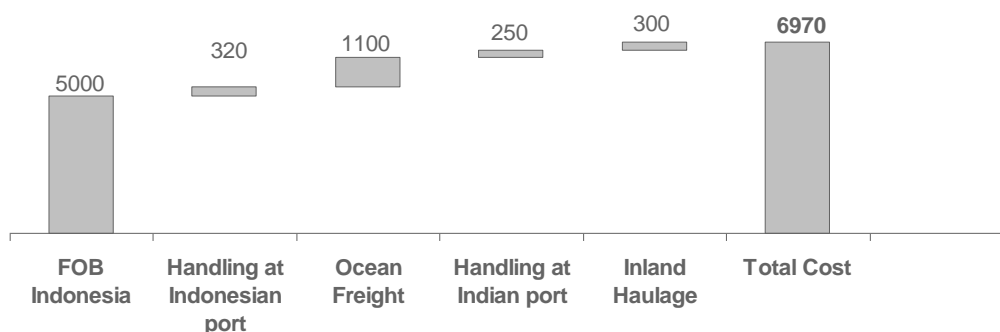 5000
320
1100
250
300
6970
FOB
Indonesia
Handling at
Indonesian
port
Ocean
Freight
Handling at
Indian port
Inland
Haulage
Total Cost